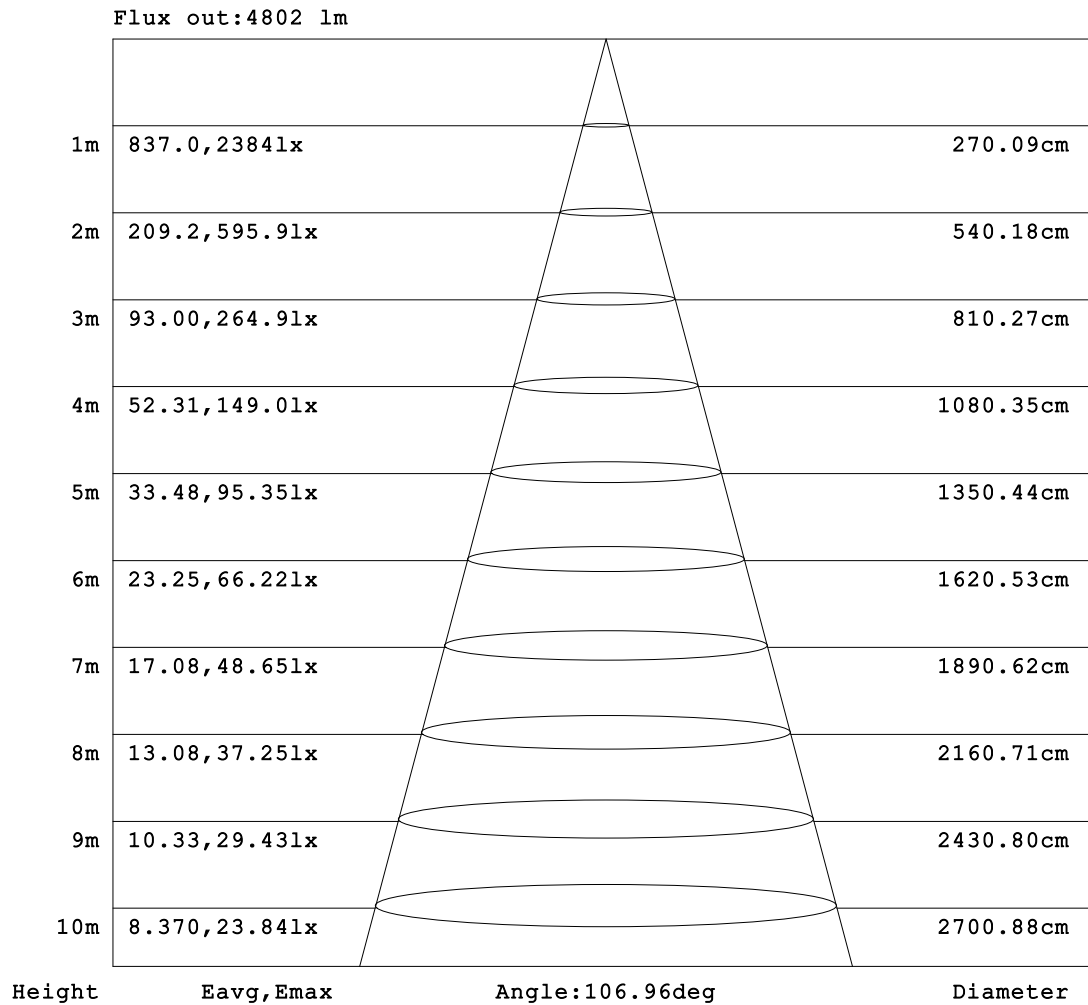 Flux out:4802 lm
1m 837.0,2384lx 270.09cm
2m 209.2,595.9lx 540.18cm
3m 93.00,264.9lx 810.27cm
4m 52.31,149.0lx 1080.35cm
5m 33.48,95.35lx 1350.44cm
6m 23.25,66.22lx 1620.53cm
7m 17.08,48.65lx 1890.62cm
8m 13.08,37.25lx 2160.71cm
9m 10.33,29.43lx 2430.80cm
10m 8.370,23.84lx 2700.88cm
Height Eavg,Emax Angle:106.96deg Diameter